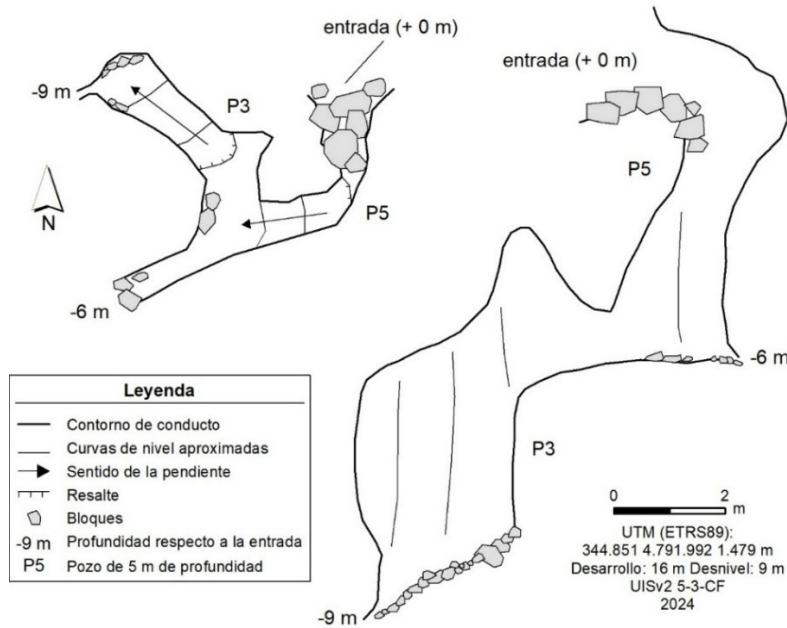 entrada (+ 0 m)
-9 m
P3
P5
N
-6 m
entrada (+ 0 m)
P5
-6 m
P3
-9 m
Leyenda
Contorno de conducto
Curvas de nivel aproximadas
Sentido de la pendiente
Resalte
Bloques
-9 m Profundidad respecto a la entrada
P5 Pozo de 5 m de profundidad
0 2
m
UTM (ETRS89):
344.851 4.791.992 1.479 m
Desarrollo: 16 m Desnivel: 9 m
UISv2 5-3-CF
2024